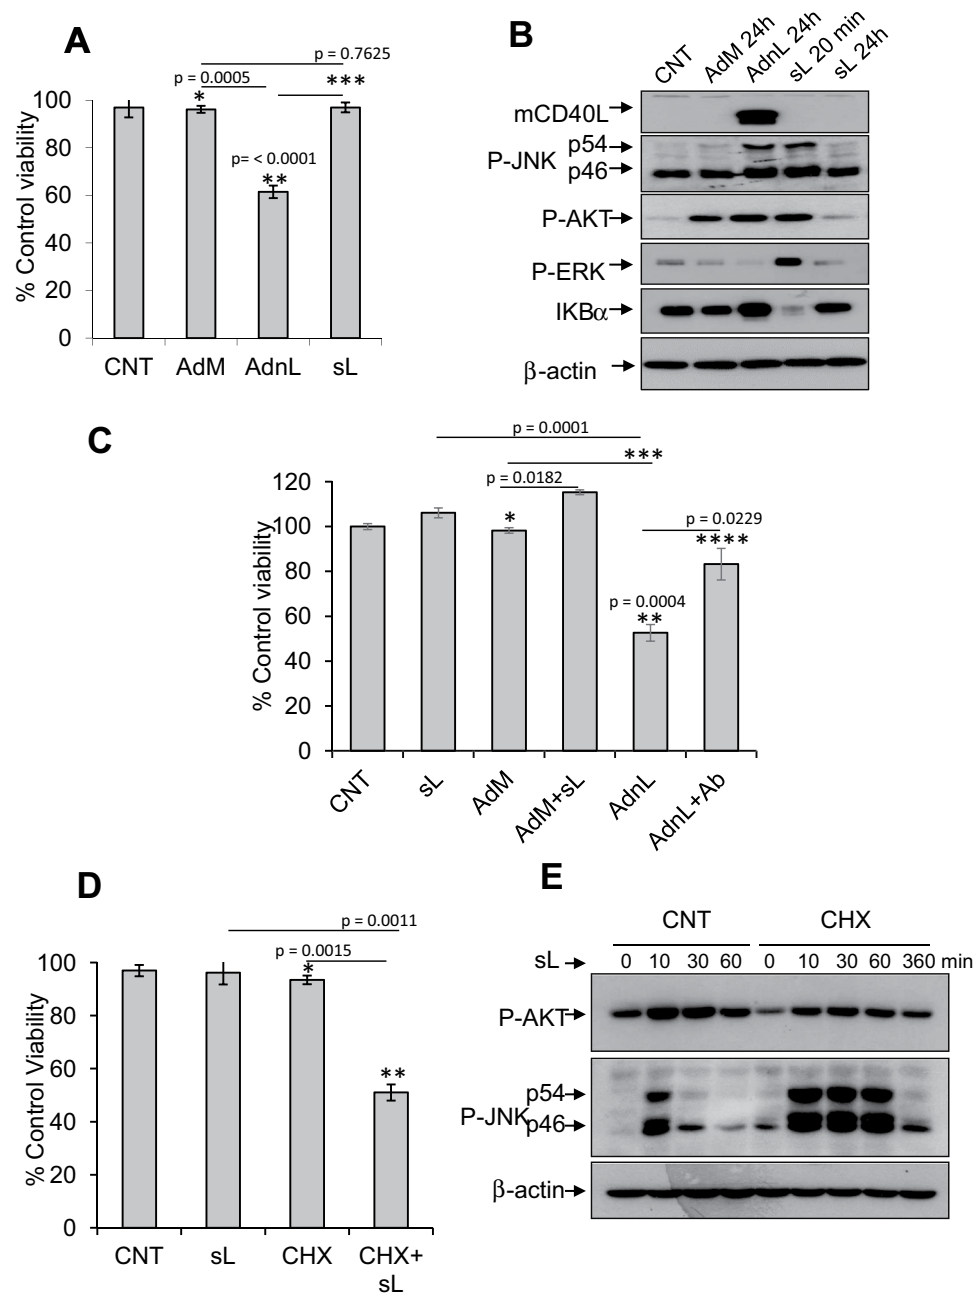 A
p = 0.7625
p = 0.0005
***
*
p= < 0.0001
**
% Control viability
100
80
60
40
20
0
CNT AdM AdnL sL
B
CNT AdM 24h AdnL 24h sL 20 min sL 24h
mCD40L
P-JNK p54
p46
P-AKT
P-ERK
IKBα
β-actin
C
p = 0.0001
***
p = 0.0182
*
p = 0.0229
****
p = 0.0004
**
% Control viability
120
100
80
60
40
20
0
CNT sL AdM AdM+sL AdnL AdnL+Ab
D
p = 0.0011
p = 0.0015
*
**
% Control Viability
100
80
60
40
20
0
CNT sL CHX CHX+
sL
E
CNT CHX
sL 0 10 30 60 0 10 30 60 360 min
P-AKT
p54
P-JNK p46
β-actin